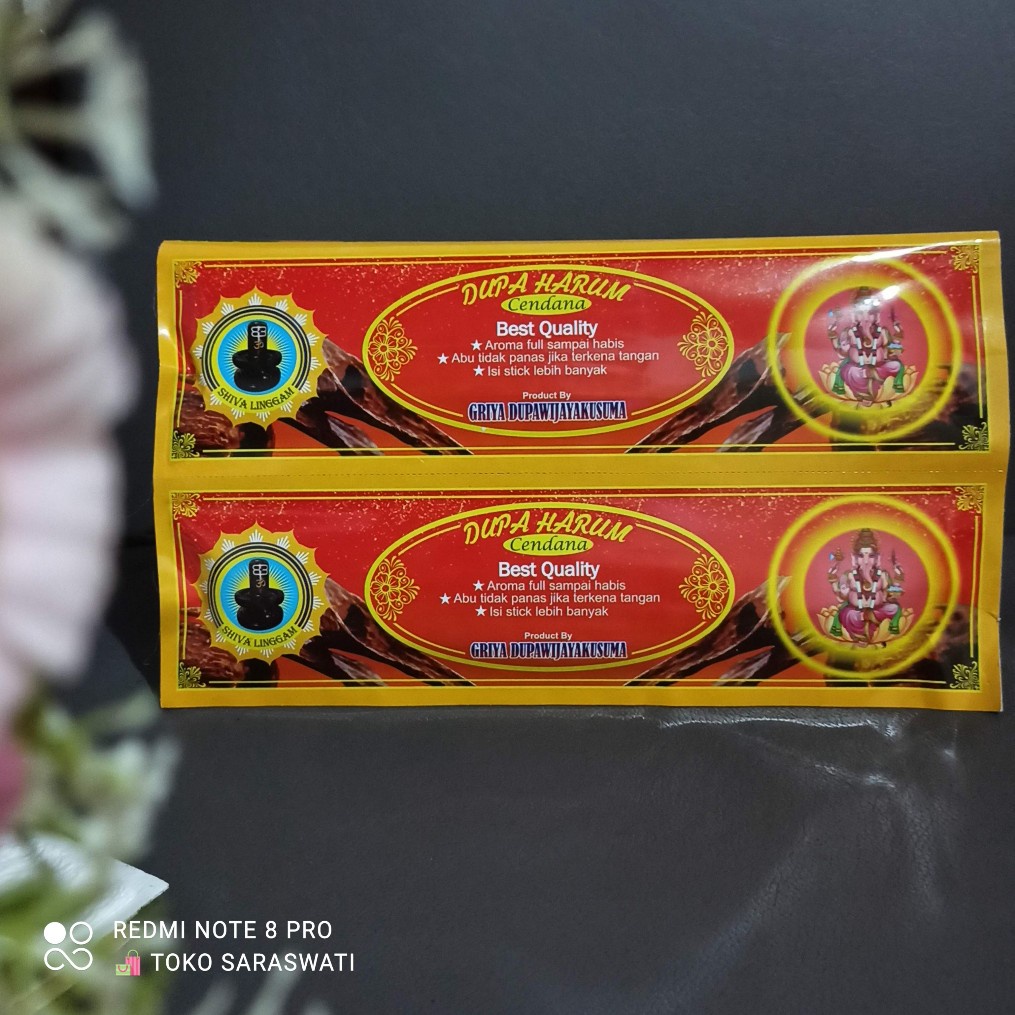 DUPA HARUM
Cendana
Best Quality
★ Aroma full sampai habis
★ Abu tidak panas jika terkena tangan
★ Isi stick lebih banyak
Product By
GRIYA DUPAWIJAYAKUSUMA
SHIVA LINGGAM
DUPA HARUM
Cendana
Best Quality
★ Aroma full sampai habis
★ Abu tidak panas jika terkena tangan
★ Isi stick lebih banyak
Product By
GRIYA DUPAWIJAYAKUSUMA
SHIVA LINGGAM
REDMI NOTE 8 PRO
🛍️ TOKO SARASWATI